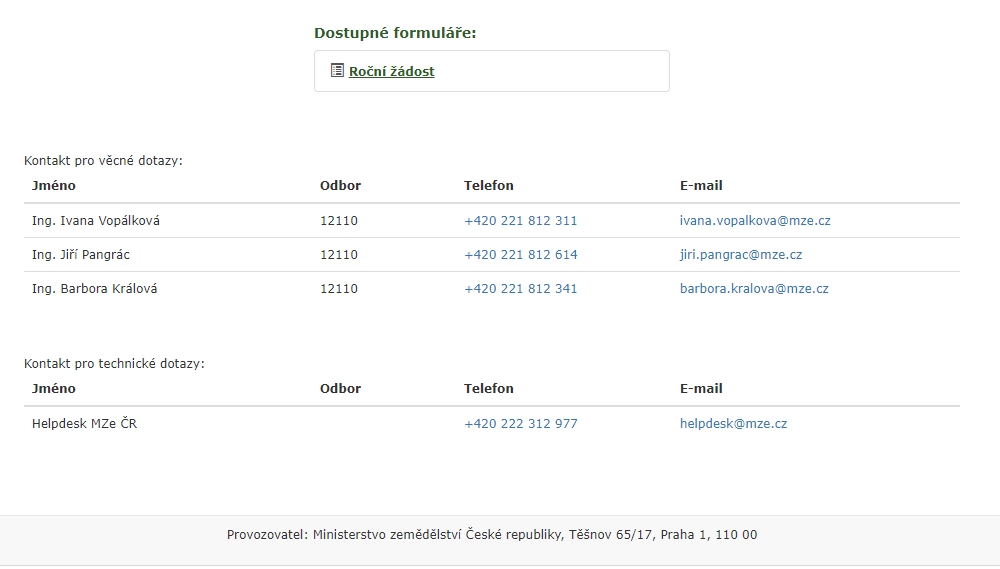 Dostupné formuláře:
Roční žádost
Kontakt pro věcné dotazy:
Jméno Odbor Telefon E-mail
Ing. Ivana Vopálková 12110 +420 221 812 311 ivana.vopalkova@mze.cz
Ing. Jiří Pangrác 12110 +420 221 812 614 jiri.pangrac@mze.cz
Ing. Barbora Králová 12110 +420 221 812 341 barbora.kralova@mze.cz
Kontakt pro technické dotazy:
Jméno Odbor Telefon E-mail
Helpdesk MZe ČR +420 222 312 977 helpdesk@mze.cz
Provozovatel: Ministerstvo zemědělství České republiky, Těšnov 65/17, Praha 1, 110 00